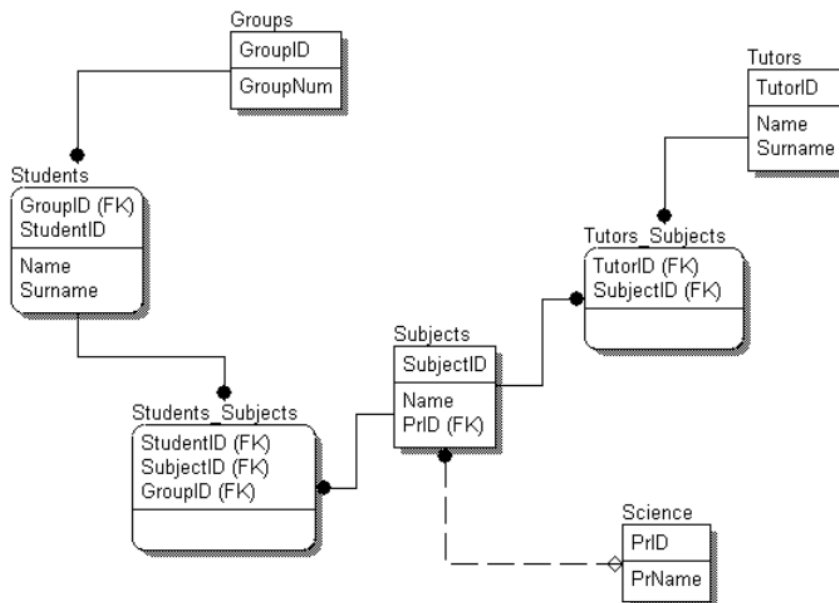 Groups
GroupID
GroupNum
Tutors
TutorID
Name
Surname
Students
GroupID (FK)
StudentID
Name
Surname
Tutors_Subjects
TutorID (FK)
SubjectID (FK)
Subjects
SubjectID
Name
PrID (FK)
Students_Subjects
StudentID (FK)
SubjectID (FK)
GroupID (FK)
Science
PrID
PrName